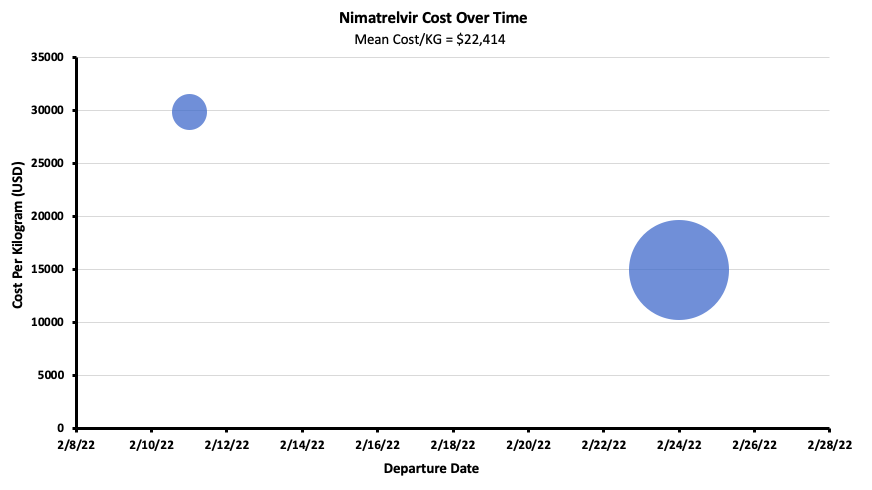 Nimatrelvir Cost Over Time
Mean Cost/KG = $22,414
35000
30000
25000
20000
15000
10000
5000
0
Cost Per Kilogram (USD)
2/8/22 2/10/22 2/12/22 2/14/22 2/16/22 2/18/22 2/20/22 2/22/22 2/24/22 2/26/22 2/28/22
Departure Date